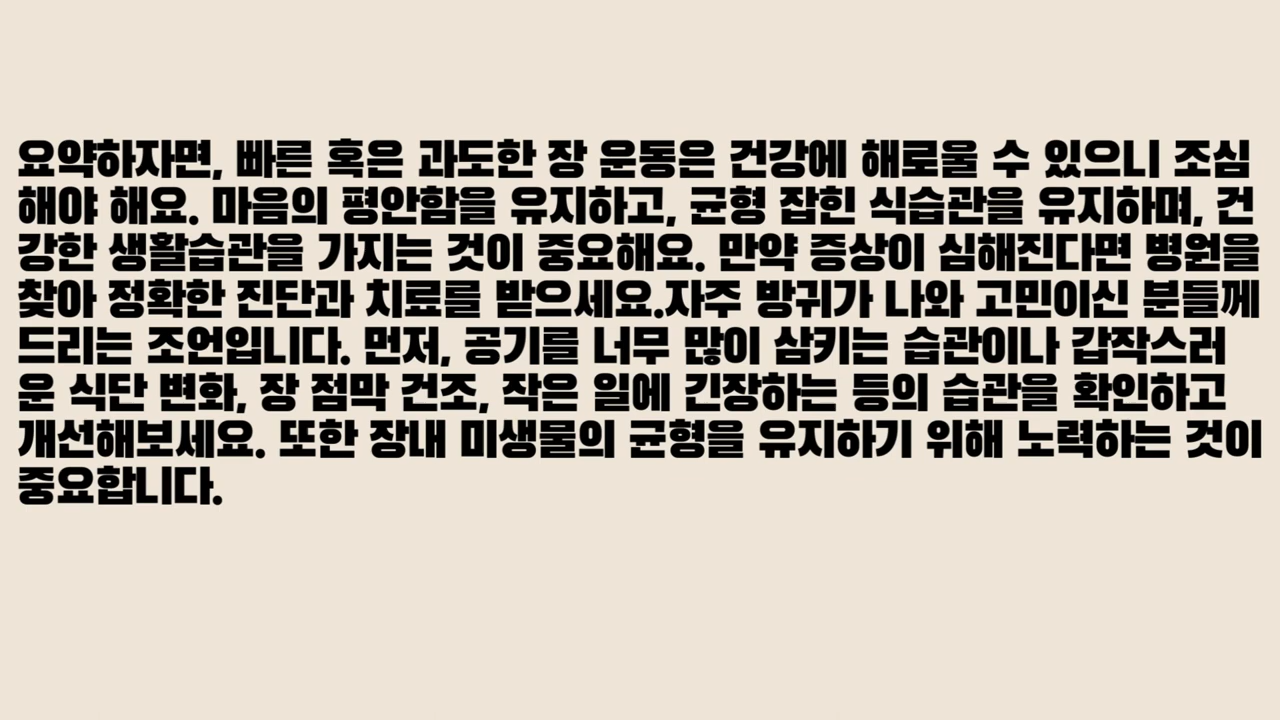 요약하자면, 빠른 혹은 과도한 장 운동은 건강에 해로울 수 있으니 조심
해야 해요. 마음의 평안함을 유지하고, 균형 잡힌 식습관을 유지하며, 건
강한 생활습관을 가지는 것이 중요해요. 만약 증상이 심해진다면 병원을
찾아 정확한 진단과 치료를 받으세요.자주 방귀가 나와 고민이신 분들께
드리는 조언입니다. 먼저, 공기를 너무 많이 삼키는 습관이나 갑작스러
운 식단 변화, 장 점막 건조, 작은 일에 긴장하는 등의 습관을 확인하고
개선해보세요. 또한 장내 미생물의 균형을 유지하기 위해 노력하는 것이
중요합니다.